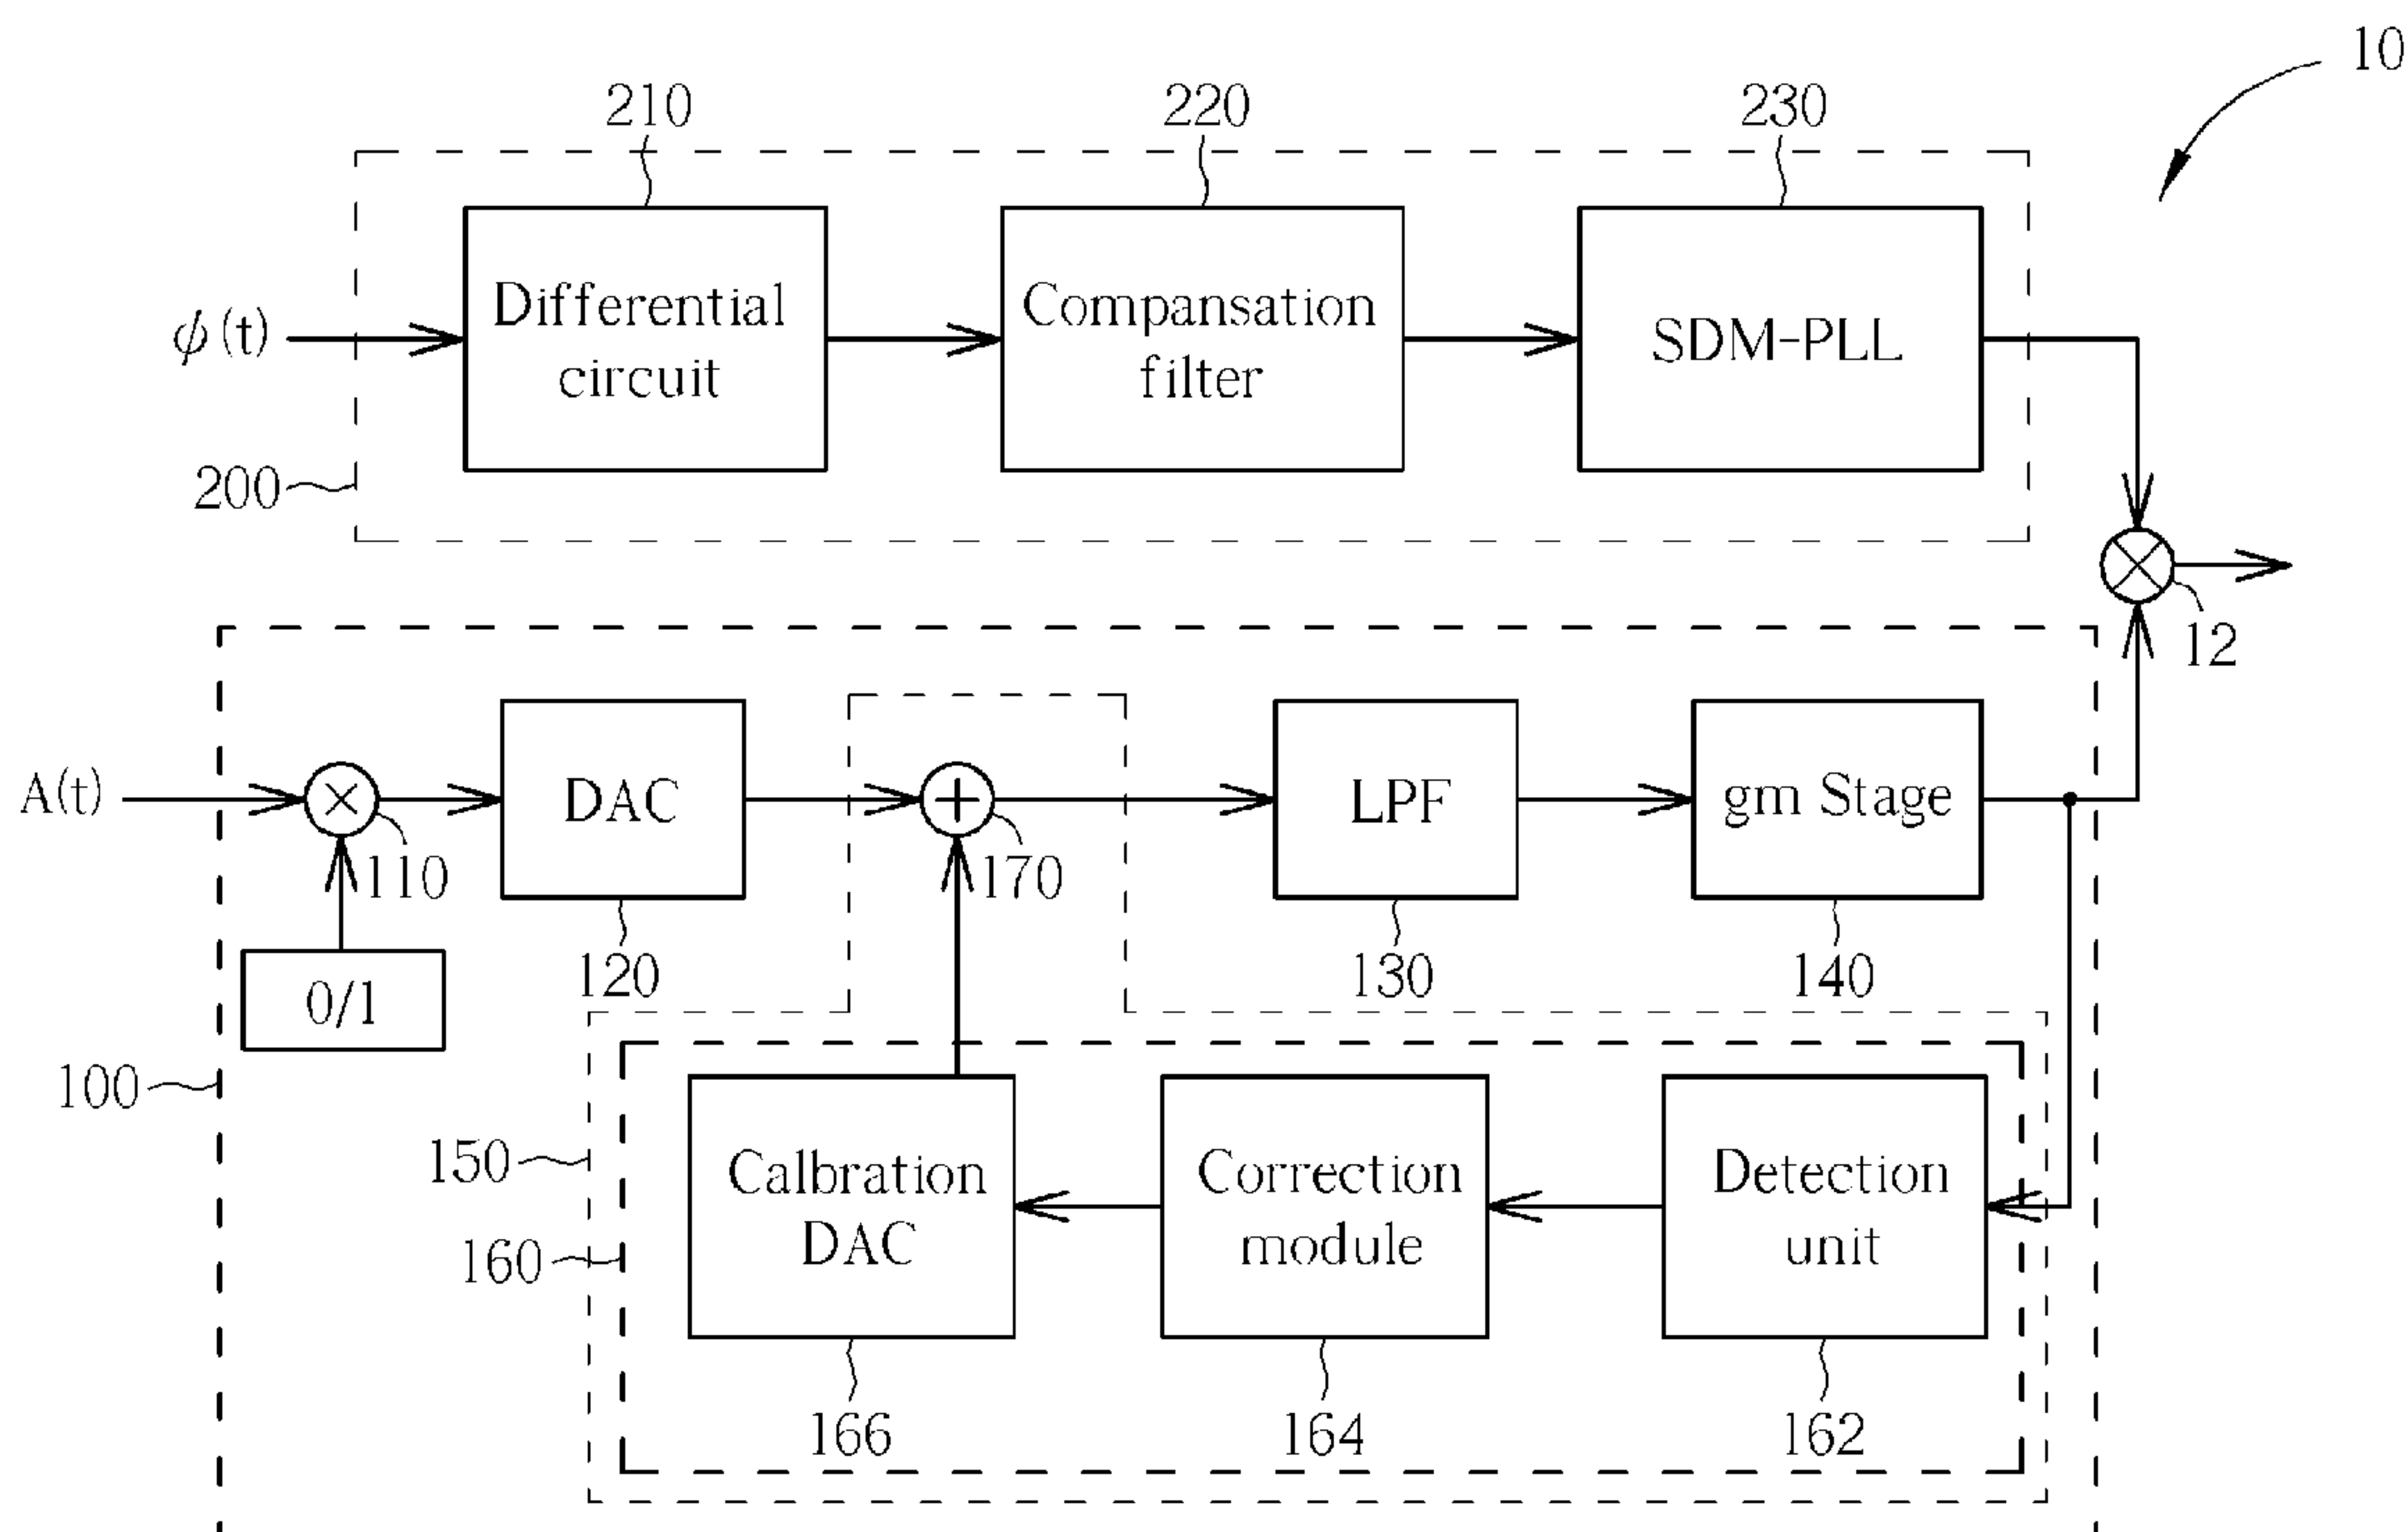 10
210
220
230
Differential
circuit
Compansation
filter
SDM-PLL
ϕ(t)
200
12
A(t)
110
DAC
170
LPF
gm Stage
0/1
120
130
140
100
150
160
Calbration
DAC
Correction
module
Detection
unit
166
164
162